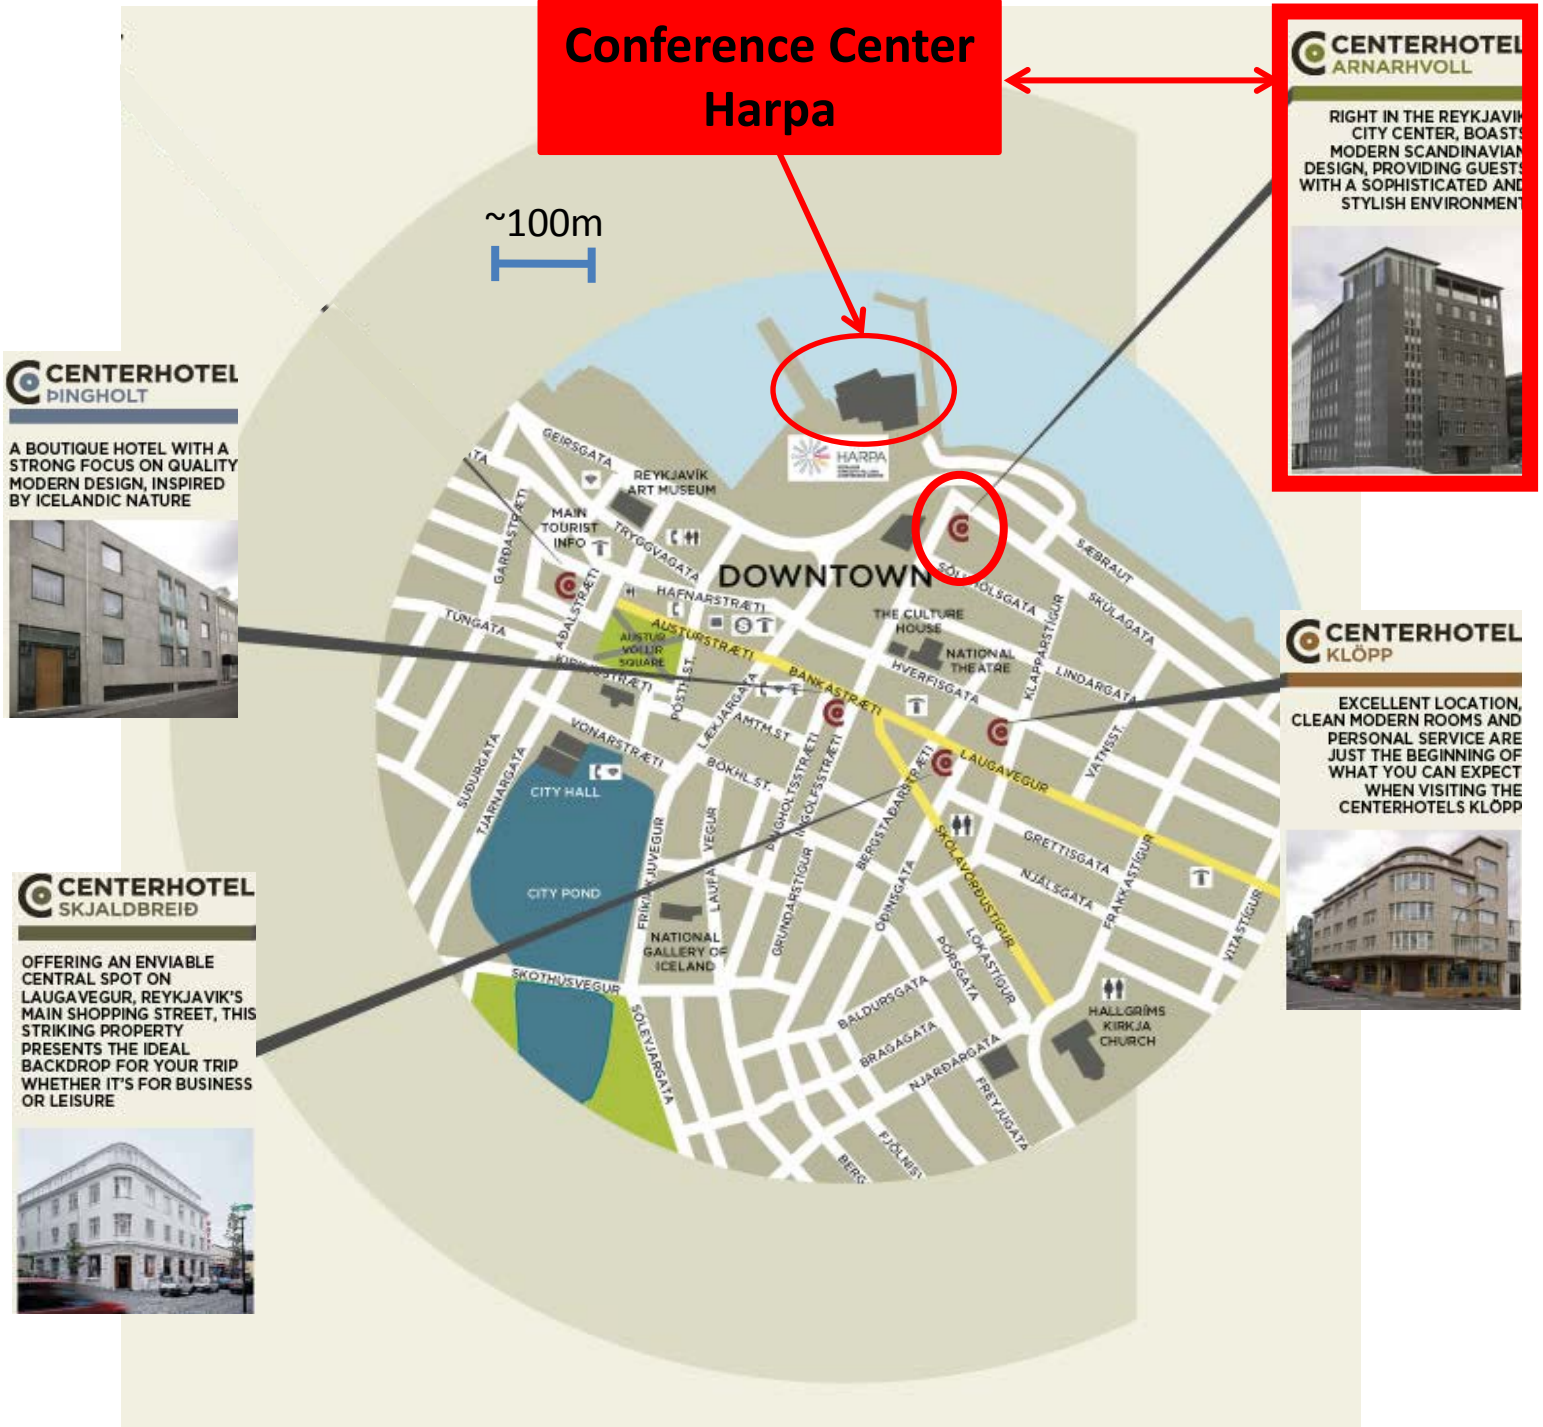 Conference Center
Harpa
~100m
CENTERHOTEL
ARNARHVOLL
RIGHT IN THE REYKJAVIK
CITY CENTER, BOASTS
MODERN SCANDINAVIAN
DESIGN, PROVIDING GUESTS
WITH A SOPHISTICATED AND
STYLISH ENVIRONMENT
CENTERHOTEL
ÞINGHOLT
A BOUTIQUE HOTEL WITH A
STRONG FOCUS ON QUALITY
MODERN DESIGN, INSPIRED
BY ICELANDIC NATURE
CENTERHOTEL
KLÖPP
EXCELLENT LOCATION,
CLEAN MODERN ROOMS AND
PERSONAL SERVICE ARE
JUST THE BEGINNING OF
WHAT YOU CAN EXPECT
WHEN VISITING THE
CENTERHOTELS KLÖPP
CENTERHOTEL
SKJALDBREIÐ
OFFERING AN ENVIABLE
CENTRAL SPOT ON
LAUGAVEGUR, REYKJAVIK'S
MAIN SHOPPING STREET, THIS
STRIKING PROPERTY
PRESENTS THE IDEAL
BACKDROP FOR YOUR TRIP
WHETHER IT'S FOR BUSINESS
OR LEISURE
HARPA
GEIRSGATA
REYKJAVÍK
ART MUSEUM
MAIN
TOURIST
INFO
TRYGGVAGATA
GARÐASTRÆTI
DOWNTOWN
HAFNARSTRÆTI
AÐALSTRÆTI
TÚNGATA
AUSTUR
VÖLLIR
SQUARE
AUSTURSTRÆTI
KIRKJUSTRÆTI
PÓSTH.ST.
VONARSTRÆTI
LÆKJARGATA
AMTM.ST
BÓKHL.ST.
BANKASTRÆTI
THE CULTURE
HOUSE
NATIONAL
THEATRE
HVERFISGATA
SÆBRAUT
SKÚLAGATA
KLAPPARSTÍGUR
LINDARGATA
VATNSST.
LAUGAVEGUR
SUÐURGATA
TJARNARGATA
CITY HALL
CITY POND
FRÍKIRKJUVEGUR
LAUFÁSVEGUR
ÞINGHOLTSSTRÆTI
INGÓLFSSTRÆTI
BERGSTAÐARSTRÆTI
GRUNDARSTÍGUR
ÓÐINSGATA
SKÓLAVÖRÐUSTÍGUR
GRETTISGATA
NJÁLSGATA
FRAKKASTÍGUR
VITASTÍGUR
NATIONAL
GALLERY OF
ICELAND
SKOTHÚSVEGUR
SÓLEYJARGATA
ÞÓRSGATA
LOKASTÍGUR
BALDURSGATA
BRAGAGATA
NJARÐARGATA
FREYJUGATA
FJÖLNIS
BERG
HALLGRÍMS
KIRKJA
CHURCH